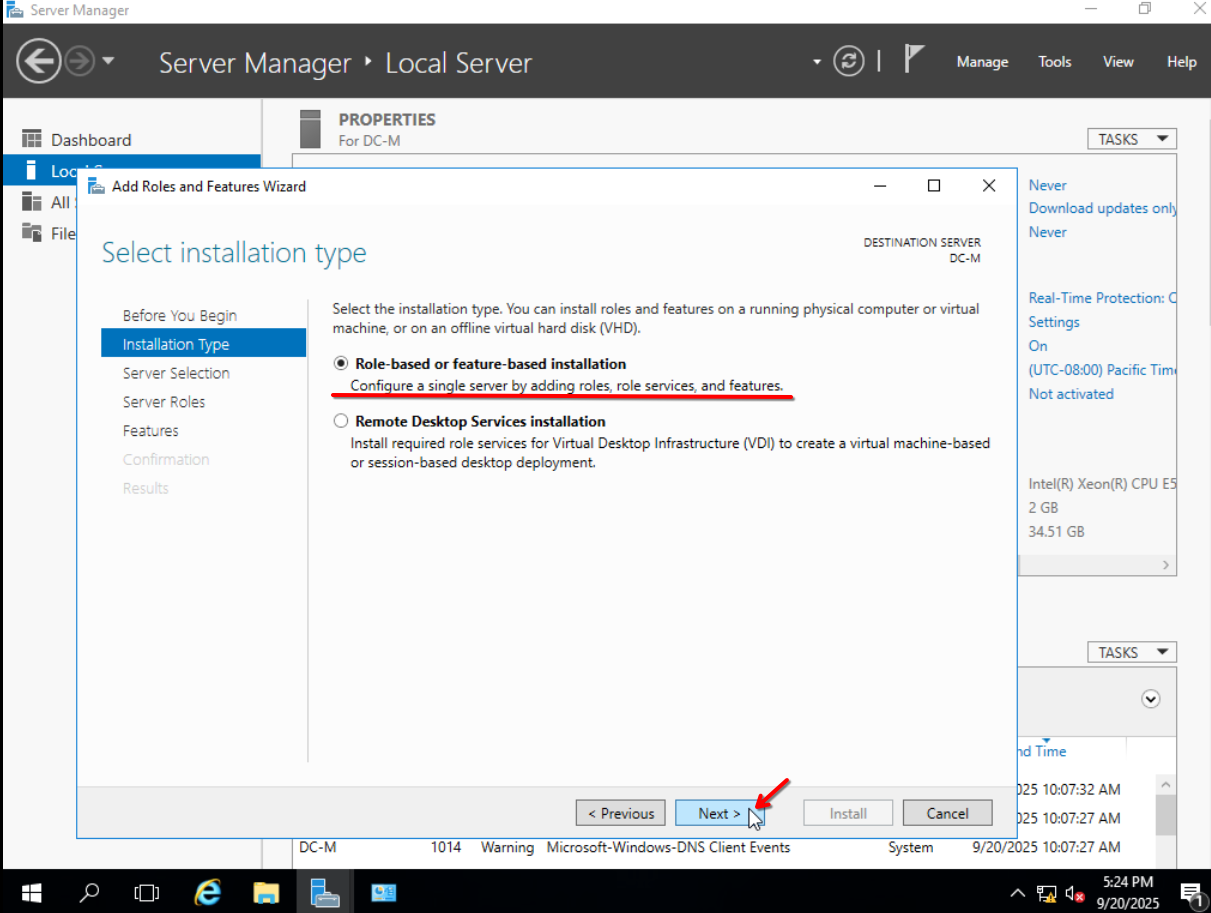 Server Manager
Server Manager ‣ Local Server
Manage Tools View Help
Dashboard
PROPERTIES
For DC-M
TASKS
Add Roles and Features Wizard
Select installation type
DESTINATION SERVER
DC-M
Before You Begin
Installation Type
Server Selection
Server Roles
Features
Confirmation
Results
Select the installation type. You can install roles and features on a running physical computer or virtual
machine, or on an offline virtual hard disk (VHD).
Role-based or feature-based installation
Configure a single server by adding roles, role services, and features.
Remote Desktop Services installation
Install required role services for Virtual Desktop Infrastructure (VDI) to create a virtual machine-based
or session-based desktop deployment.
< Previous
Next >
Install
Cancel
All
File
Never
Download updates only
Never
Real-Time Protection:
Settings
On
(UTC-08:00) Pacific
Not activated
Intel(R) Xeon(R) CPU E5
2 GB
34.51 GB
TASKS
Time
10:07:32 AM
10:07:27 AM
DC-M 1014 Warning Microsoft-Windows-DNS Client Events System 9/20/2025 10:07:27 AM
5:24 PM
9/20/2025
1